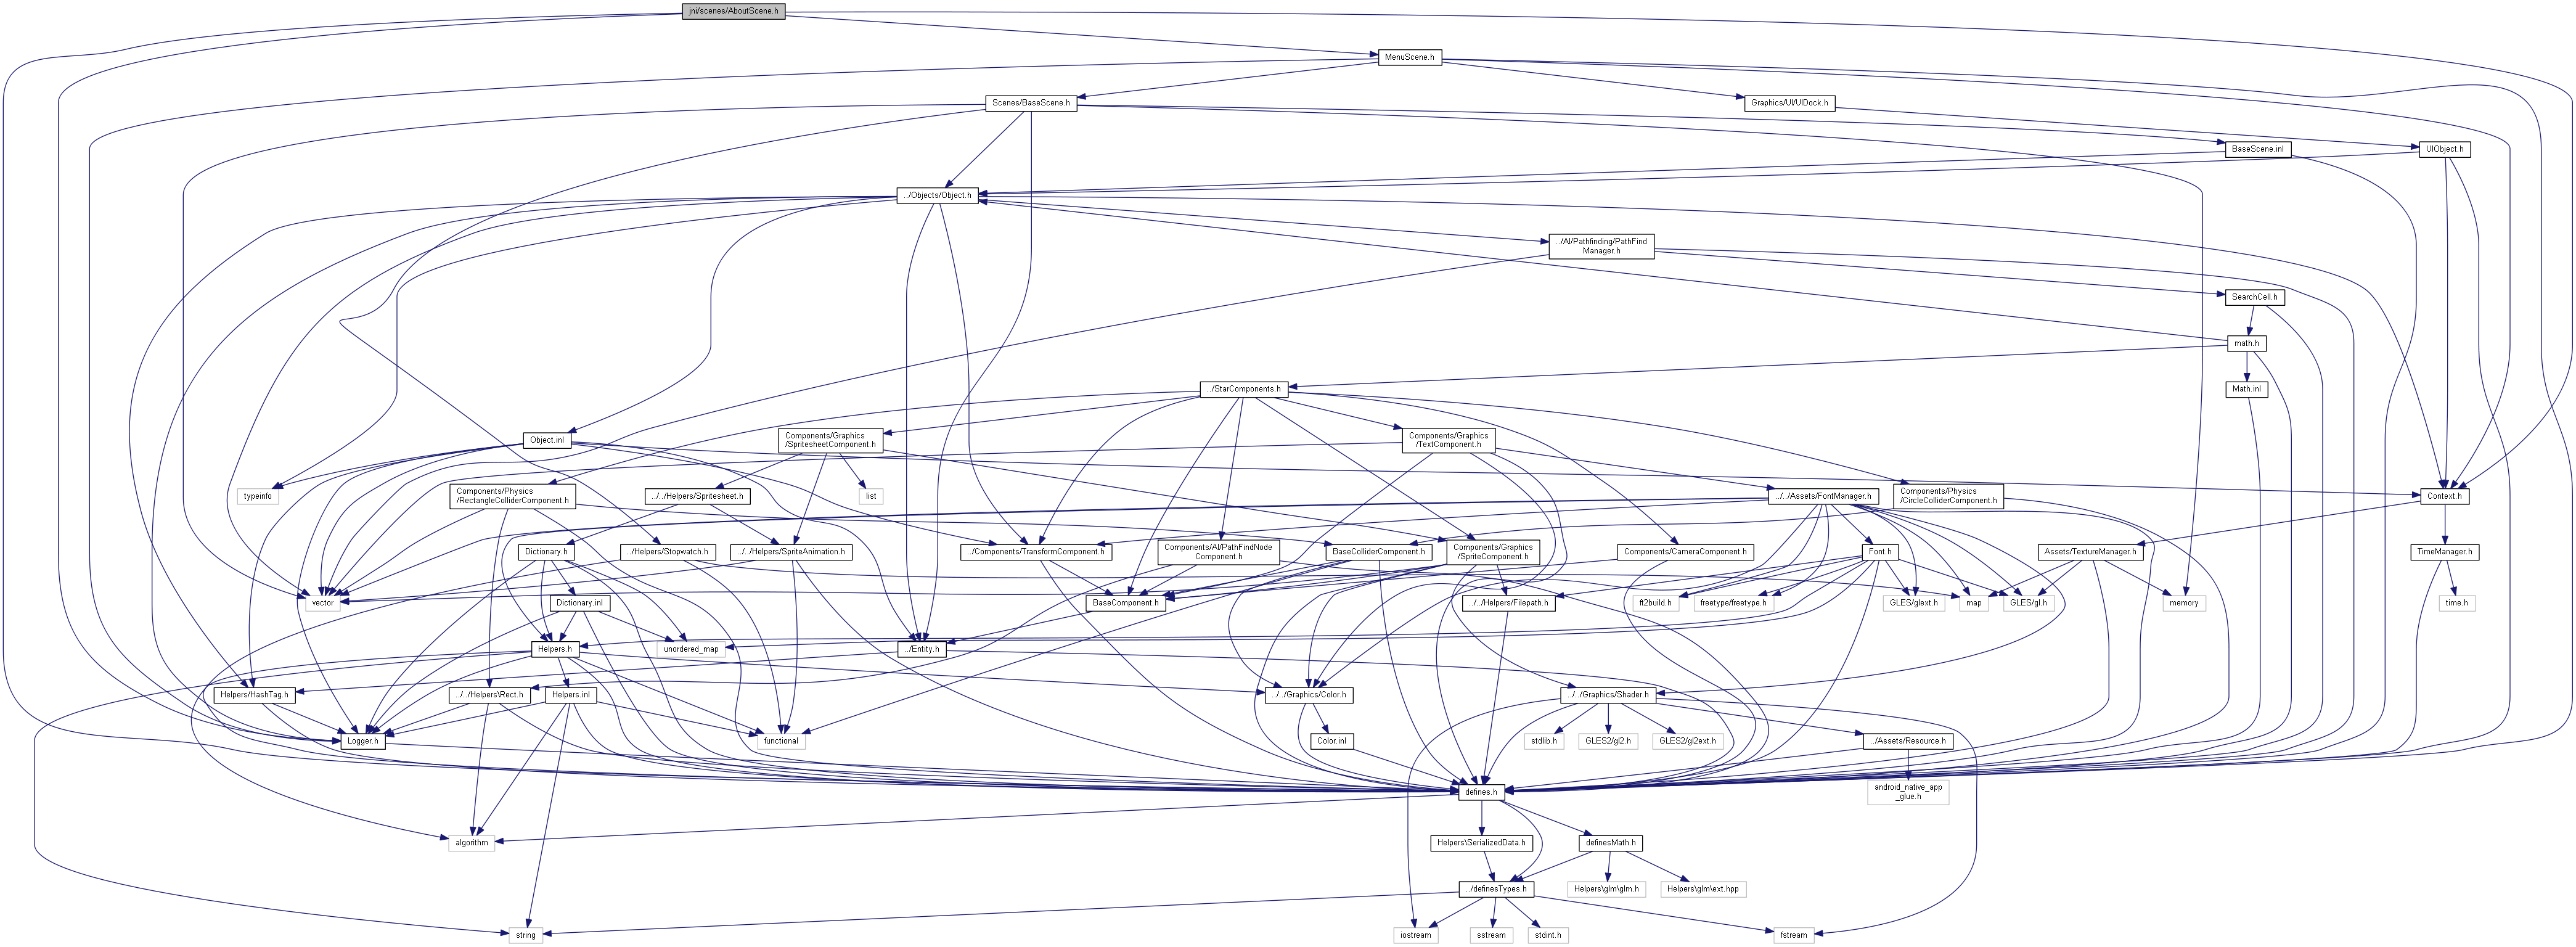 jni/scenes/AboutScene.h
MenuScene.h
Scenes/BaseScene.h
Graphics/UI/UIDock.h
BaseScene.inl
UIObject.h
../Objects/Object.h
../AI/Pathfinding/PathFind
Manager.h
SearchCell.h
math.h
../StarComponents.h
Math.inl
Object.inl
Components/Graphics
/SpritesheetComponent.h
Components/Graphics
/TextComponent.h
typeinfo
Components/Physics
/RectangleColliderComponent.h
../../Helpers/Spritesheet.h
list
../../Assets/FontManager.h
Components/Physics
/CircleColliderComponent.h
Context.h
Dictionary.h
../Helpers/Stopwatch.h
../../Helpers/SpriteAnimation.h
../Components/TransformComponent.h
Components/AI/PathFindNode
Component.h
BaseColliderComponent.h
Components/Graphics
/SpriteComponent.h
Components/CameraComponent.h
Font.h
Assets/TextureManager.h
TimeManager.h
vector
Dictionary.inl
BaseComponent.h
../../Helpers/Filepath.h
ft2build.h
freetype/freetype.h
GLES/glext.h
map
GLES/gl.h
memory
time.h
Helpers.h
unordered_map
../Entity.h
Helpers/HashTag.h
../../Helpers\Rect.h
Helpers.inl
../../Graphics/Color.h
../../Graphics/Shader.h
Logger.h
functional
Color.inl
stdlib.h
GLES2/gl2.h
GLES2/gl2ext.h
../Assets/Resource.h
defines.h
android_native_app
_glue.h
algorithm
Helpers\SerializedData.h
definesMath.h
../definesTypes.h
Helpers\glm\glm.h
Helpers\glm\ext.hpp
string
iostream
sstream
stdint.h
fstream